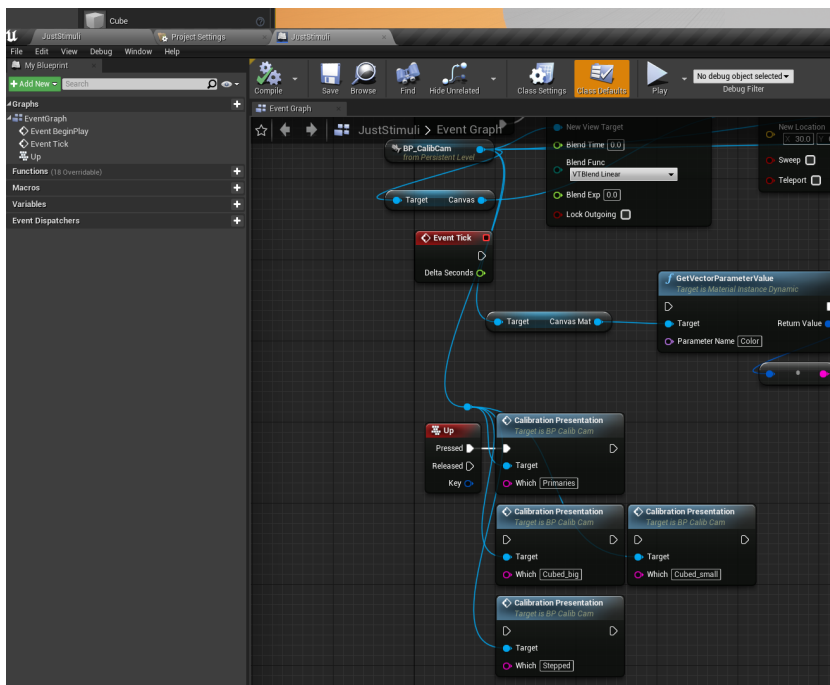 Cube
JustStimuli
Project Settings
JustStimuli
File Edit View Debug Window Help
My Blueprint
+ Add New
Search
Compile
Save
Browse
Find
Hide Unrelated
Class Settings
Class Defaults
Play
No debug object selected
Debug Filter
Graphs
EventGraph
Event BeginPlay
Event Tick
Up
Functions (18 Overridable)
Macros
Variables
Event Dispatchers
Event Graph
JustStimuli > Event Graph
BP_CalibCam
from Persistent Level
Target Canvas
New View Target
Blend Time 0.0
Blend Func
VTBlend Linear
Blend Exp 0.0
Lock Outgoing
New Location
X 30.0
Sweep
Teleport
Event Tick
Delta Seconds
Target Canvas Mat
GetVectorParameterValue
Target is Material Instance Dynamic
Target Return Value
Parameter Name Color
Up
Pressed
Released
Key
Calibration Presentation
Target is BP Calib Cam
Target
Which Primaries
Calibration Presentation
Target is BP Calib Cam
Target
Which Cubed_big
Calibration Presentation
Target is BP Calib Cam
Target
Which Cubed_small
Calibration Presentation
Target is BP Calib Cam
Target
Which Stepped